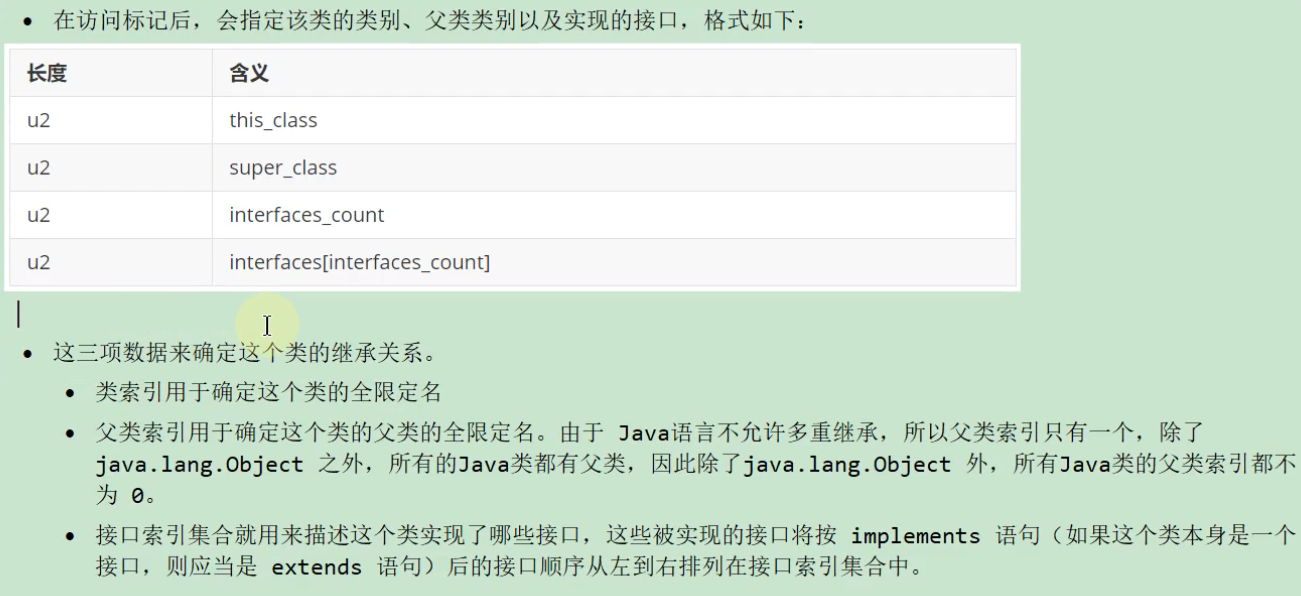 在访问标记后，会指定该类的类别、父类类别以及实现的接口，格式如下：
长度 含义
u2 this_class
u2 super_class
u2 interfaces_count
u2 interfaces[interfaces_count]
这三项数据来确定这个类的继承关系。
类索引用于确定这个类的全限定名
父类索引用于确定这个类的父类的全限定名。由于 Java语言不允许多重继承，所以父类索引只有一个，除了
java.lang.Object 之外，所有的Java类都有父类，因此除了java.lang.Object 外，所有Java类的父类索引都不
为 0。
接口索引集合就用来描述这个类实现了哪些接口，这些被实现的接口将按 implements 语句（如果这个类本身是一个
接口，则应当是 extends 语句）后的接口顺序从左到右排列在接口索引集合中。